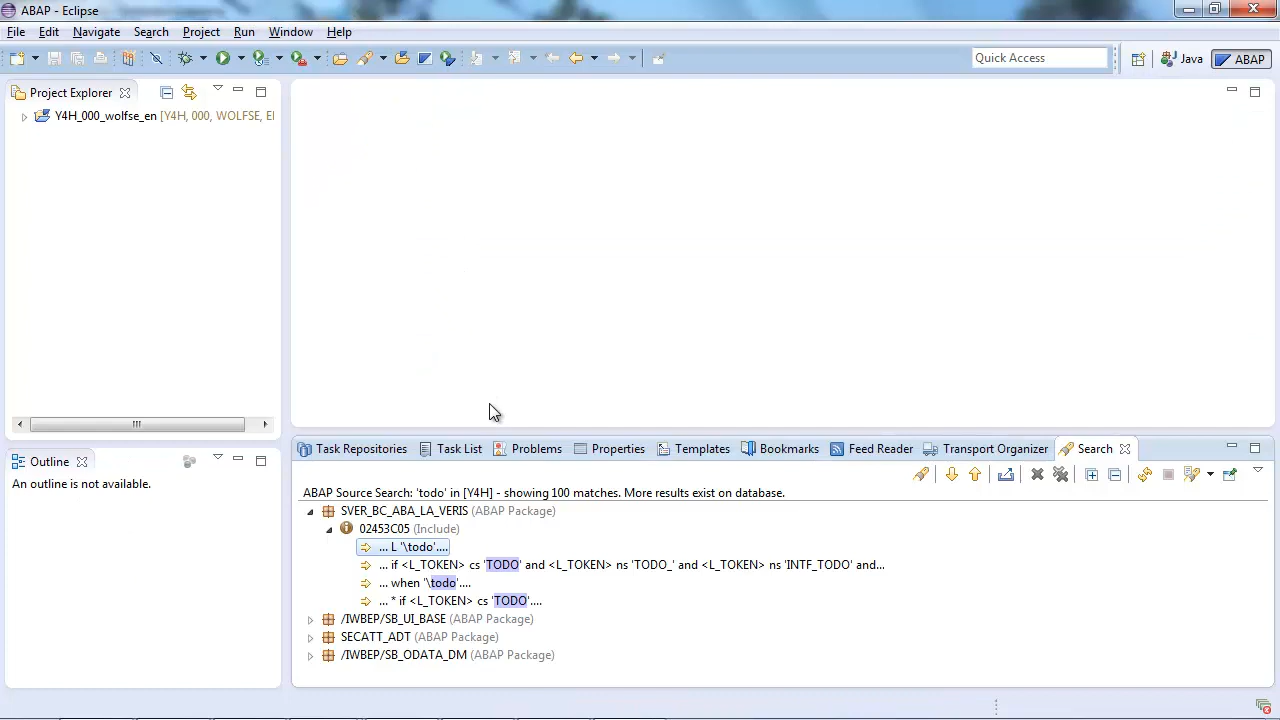 ABAP - Eclipse
File Edit Navigate Search Project Run Window Help
Quick Access
Java
ABAP
Project Explorer
Y4H_000_wolfse_en [Y4H, 000, WOLFSE, EI
Outline
An outline is not available.
Task Repositories Task List Problems Properties Templates Bookmarks Feed Reader Transport Organizer Search
ABAP Source Search: 'todo' in [Y4H] - showing 100 matches. More results exist on database.
SVER_BC_ABA_LA_VERIS (ABAP Package)
02453C05 (Include)
... L '\todo'....
... if <L_TOKEN> cs 'TODO' and <L_TOKEN> ns 'TODO_' and <L_TOKEN> ns 'INTF_TODO' and...
... when '\todo'....
... * if <L_TOKEN> cs 'TODO'....
/IWBEP/SB_UI_BASE (ABAP Package)
SECATT_ADT (ABAP Package)
/IWBEP/SB_ODATA_DM (ABAP Package)